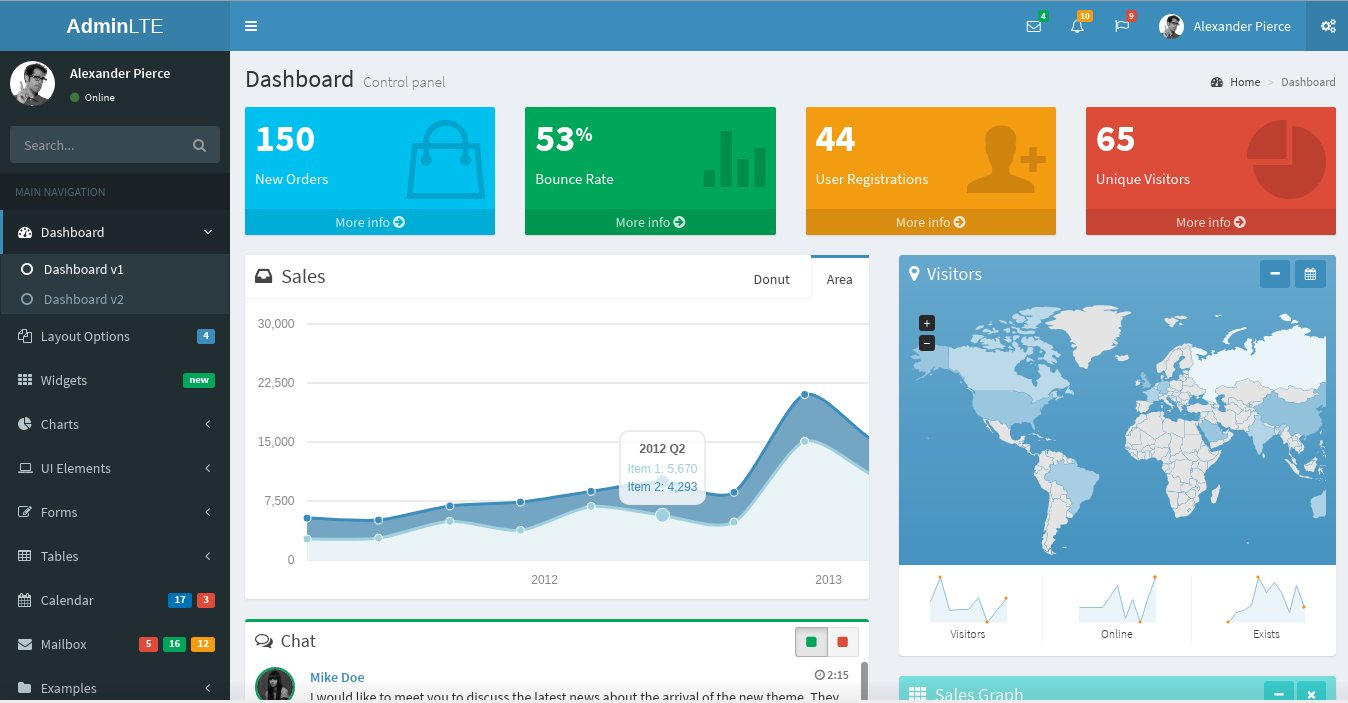 AdminLTE
4
10
9
Alexander Pierce
Alexander Pierce
Online
Search...
MAIN NAVIGATION
Dashboard
Dashboard v1
Dashboard v2
Layout Options 4
Widgets new
Charts
UI Elements
Forms
Tables
Calendar 17 3
Mailbox 5 16 12
Examples
Dashboard Control panel
Home > Dashboard
150
New Orders
More info
53%
Bounce Rate
More info
44
User Registrations
More info
65
Unique Visitors
More info
Sales
Donut
Area
30,000
22,500
15,000
7,500
0
2012 Q2
Item 1: 5,670
Item 2: 4,293
2012
2013
Visitors
+
−
Visitors
Online
Exists
Chat
Mike Doe
2:15
I would like to meet you to discuss the latest news about the arrival of the new theme. They
Sales Graph